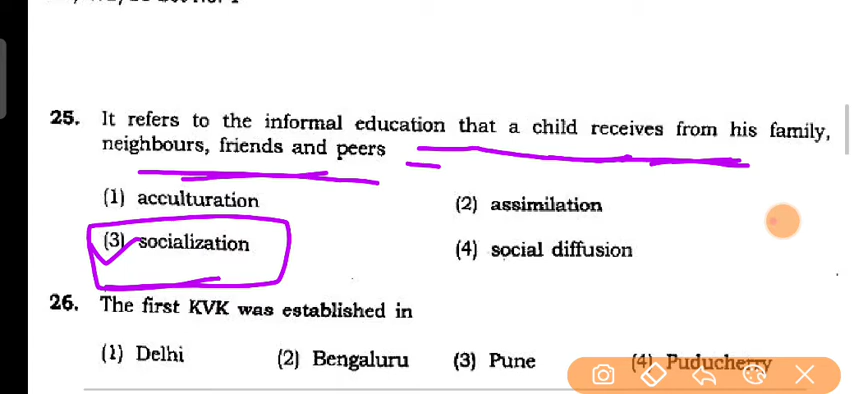 25. It refers to the informal education that a child receives from his family,
neighbours, friends and peers
(1) acculturation (2) assimilation
(3) socialization (4) social diffusion
26. The first KVK was established in
(1) Delhi (2) Bengaluru (3) Pune (4) Puducherry